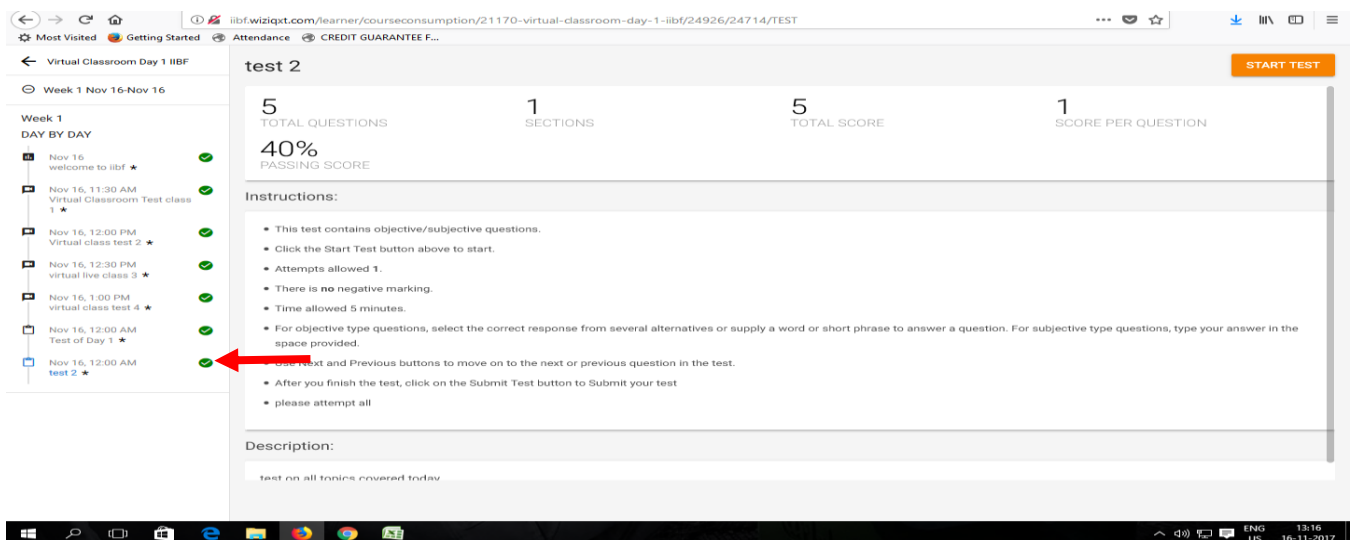 iibf.wiziqxt.com/learner/courseconsumption/21170-virtual-classroom-day-1-iibf/24926/24714/TEST
Most Visited Getting Started Attendance CREDIT GUARANTEE F...
Virtual Classroom Day 1 IIBF
Week 1 Nov 16-Nov 16
Week 1
DAY BY DAY
Nov 16
welcome to iibf ★
Nov 16, 11:30 AM
Virtual Classroom Test class
1 ★
Nov 16, 12:00 PM
Virtual class test 2 ★
Nov 16, 12:30 PM
virtual live class 3 ★
Nov 16, 1:00 PM
virtual class test 4 ★
Nov 16, 12:00 AM
Test of Day 1 ★
Nov 16, 12:00 AM
test 2 ★
test 2
START TEST
5
TOTAL QUESTIONS
1
SECTIONS
5
TOTAL SCORE
1
SCORE PER QUESTION
40%
PASSING SCORE
Instructions:
• This test contains objective/subjective questions.
• Click the Start Test button above to start.
• Attempts allowed 1.
• There is no negative marking.
• Time allowed 5 minutes.
• For objective type questions, select the correct response from several alternatives or supply a word or short phrase to answer a question. For subjective type questions, type your answer in the
space provided.
Next and Previous buttons to move on to the next or previous question in the test.
• After you finish the test, click on the Submit Test button to Submit your test
• please attempt all
Description:
test on all topics covered today
ENG
US
13:16
16-11-2017